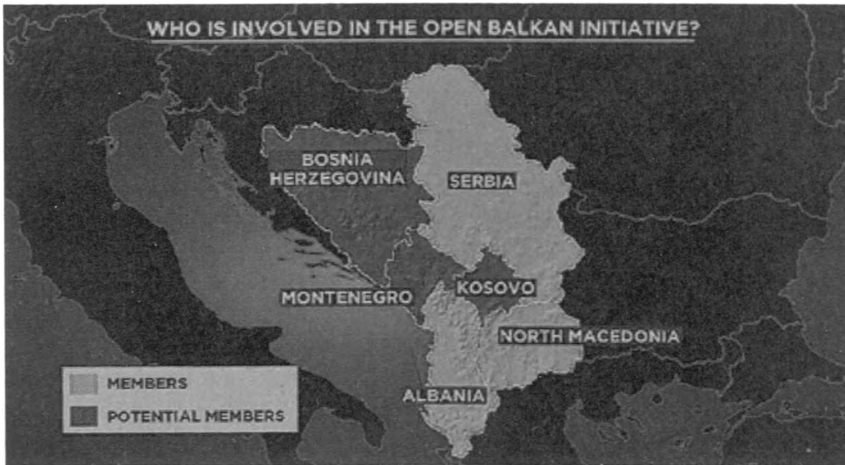 WHO IS INVOLVED IN THE OPEN BALKAN INITIATIVE?
BOSNIA
HERZEGOVINA
SERBIA
MONTENEGRO
KOSOVO
NORTH MACEDONIA
ALBANIA
MEMBERS
POTENTIAL MEMBERS